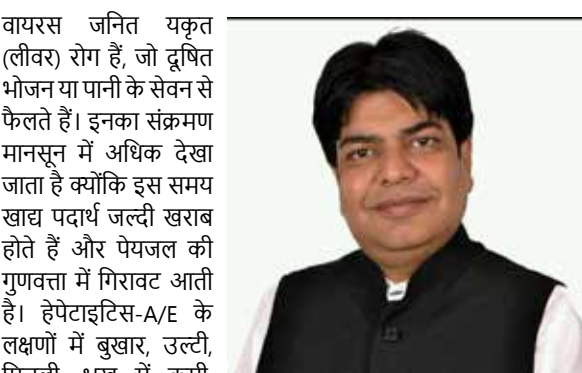 वायरस जनित यकृत
(लीवर) रोग हैं, जो दूषित
भोजन या पानी के सेवन से
फैलते हैं। इनका संक्रमण
मानसून में अधिक देखा
जाता है क्योंकि इस समय
खाद्य पदार्थ जल्दी खराब
होते हैं और पेयजल की
गुणवत्ता में गिरावट आती
है। हेपेटाइटिस-A/E के
लक्षणों में बुखार, उल्टी,